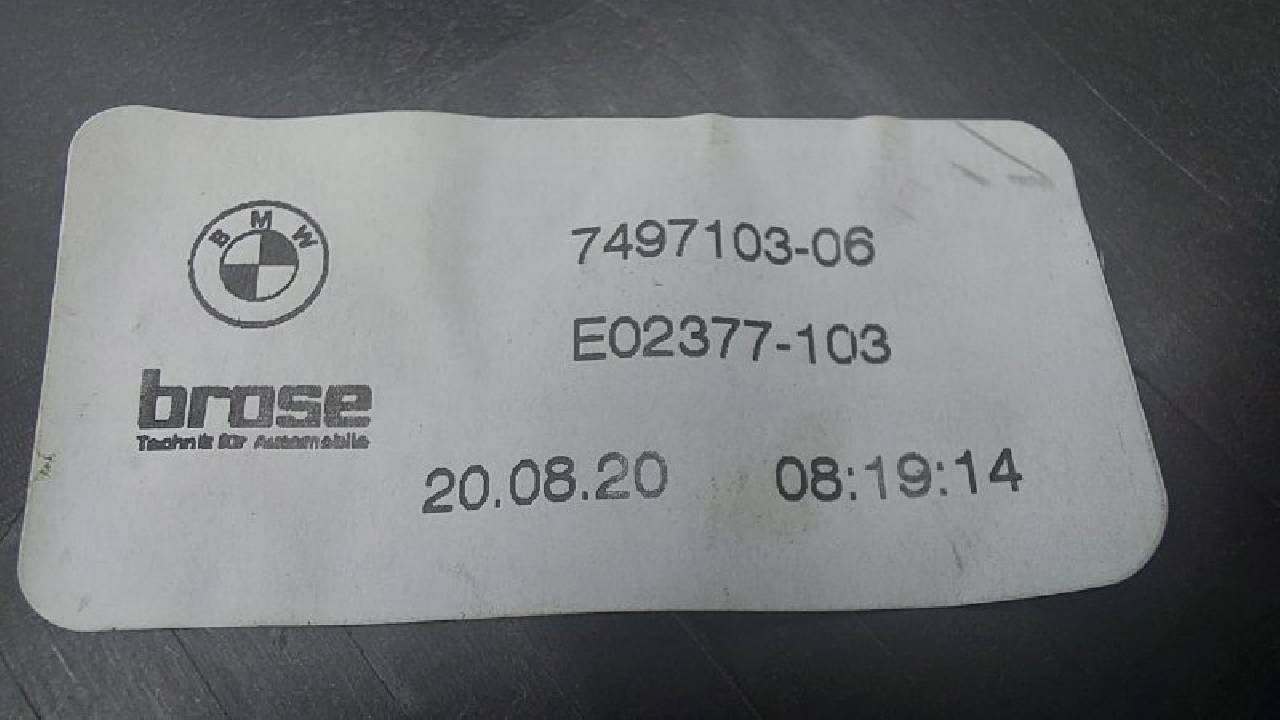 BMW
7497103-06
E02377-103
brose
Technik für Automobile
20.08.20 08:19:14